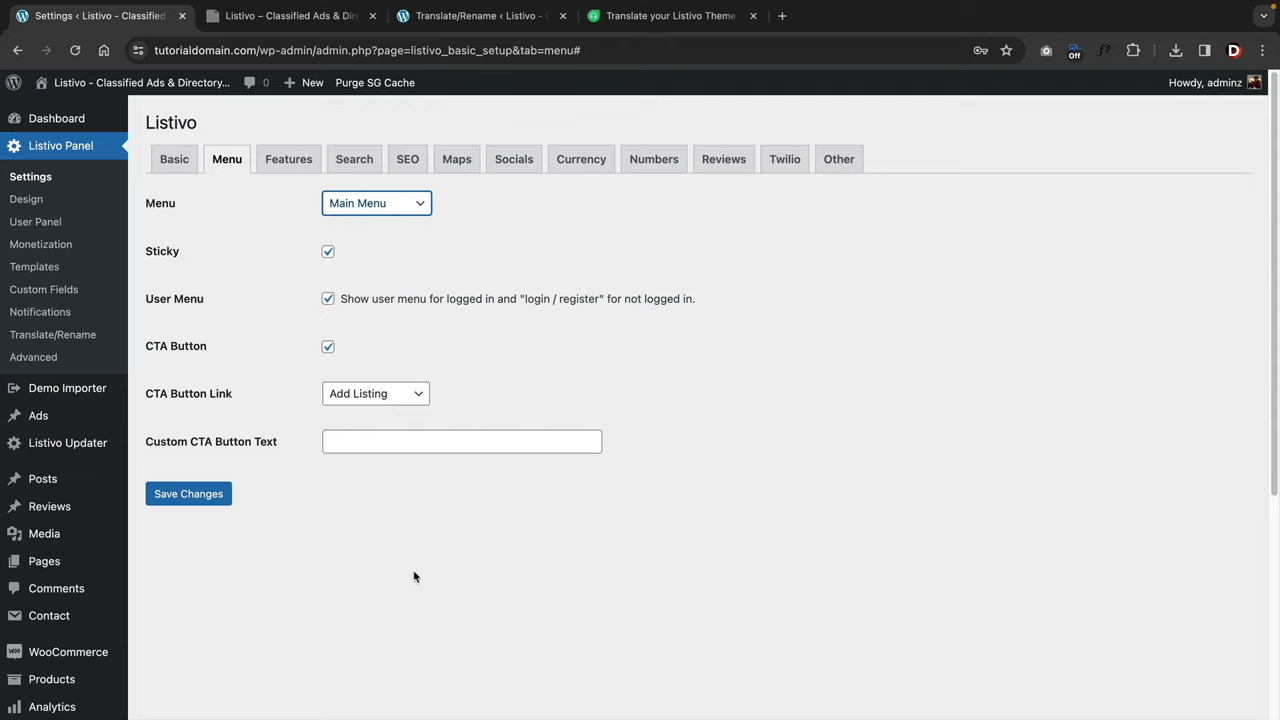 Settings ‹ Listivo - Classified
Listivo – Classified Ads & Dire
Translate/Rename ‹ Listivo -
Translate your Listivo Theme
tutorialdomain.com/wp-admin/admin.php?page=listivo_basic_setup&tab=menu#
Off
f?
D
Listivo - Classified Ads & Directory...
0
New
Purge SG Cache
Howdy, adminz
Dashboard
Listivo Panel
Settings
Design
User Panel
Monetization
Templates
Custom Fields
Notifications
Translate/Rename
Advanced
Demo Importer
Ads
Listivo Updater
Posts
Reviews
Media
Pages
Comments
Contact
WooCommerce
Products
Analytics
Listivo
Basic
Menu
Features
Search
SEO
Maps
Socials
Currency
Numbers
Reviews
Twilio
Other
Menu
Main Menu
Sticky
User Menu
Show user menu for logged in and "login / register" for not logged in.
CTA Button
CTA Button Link
Add Listing
Custom CTA Button Text
Save Changes